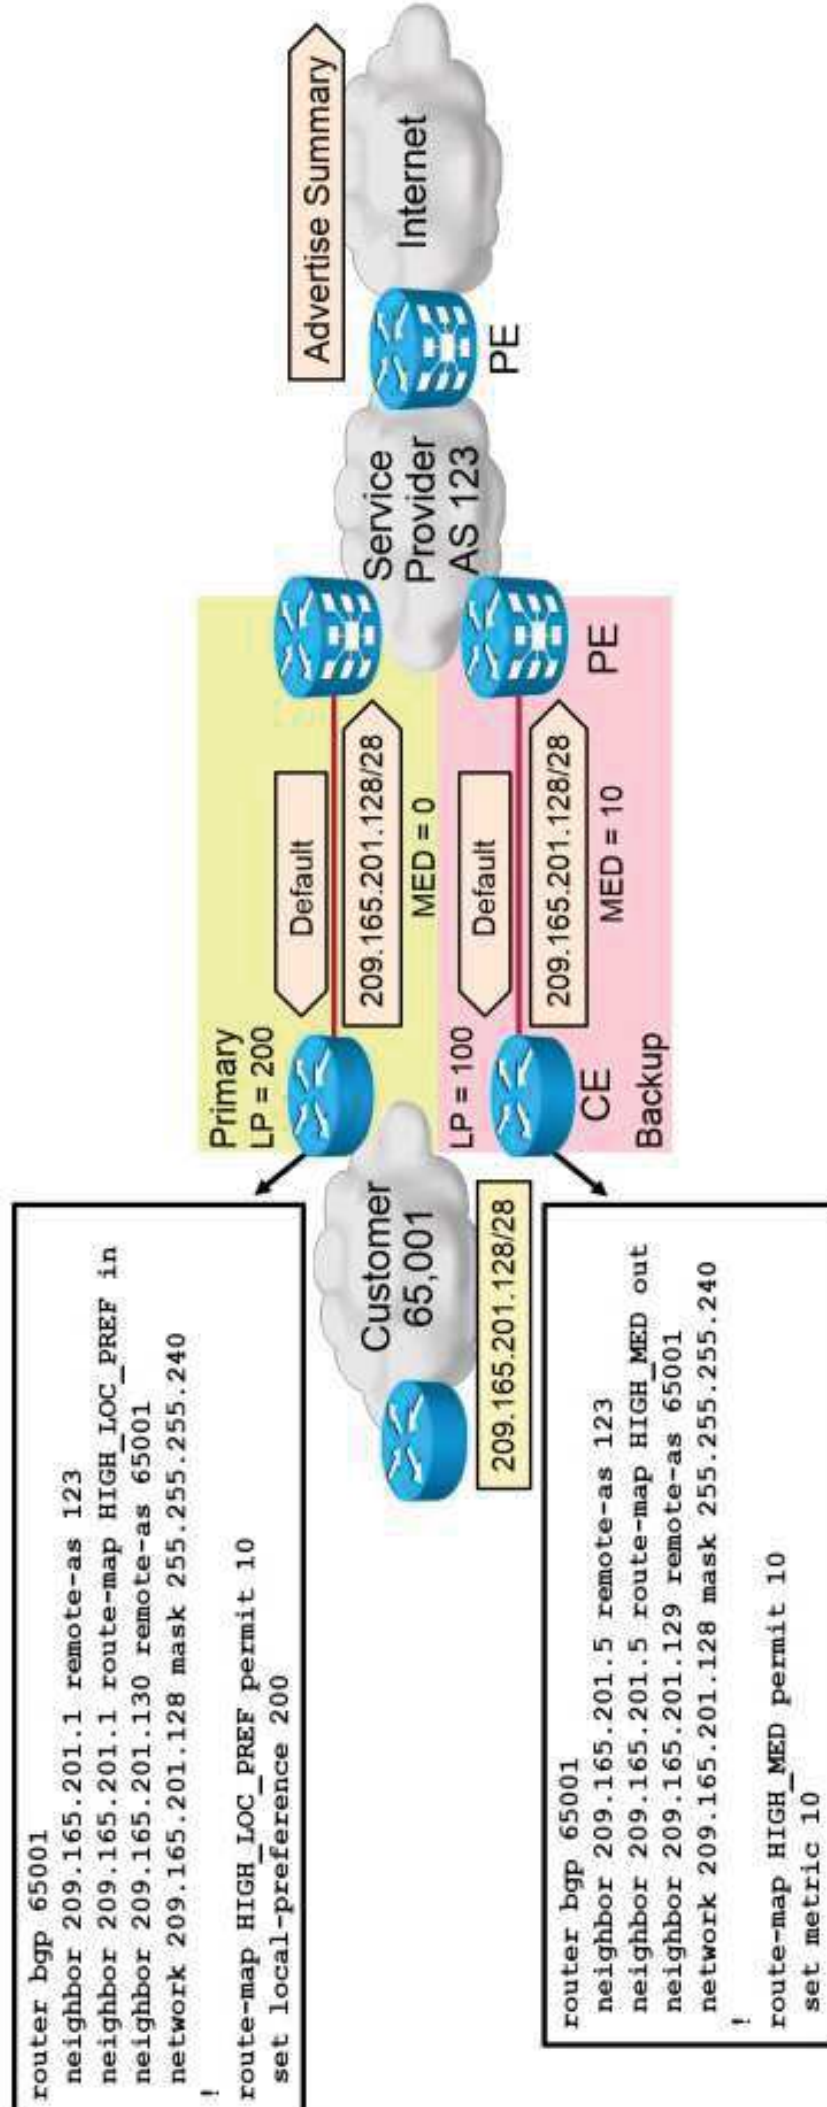 router bgp 65001
neighbor 209.165.201.1 remote-as 123
neighbor 209.165.201.1 route-map HIGH_LOC_PREF in
neighbor 209.165.201.130 remote-as 65001
network 209.165.201.128 mask 255.255.255.240
!
route-map HIGH_LOC_PREF permit 10
set local-preference 200
Primary
LP = 200
Default
209.165.201.128/28
MED = 0
Advertise Summary
Customer
65,001
209.165.201.128/28
Service
Provider
AS 123
PE
Internet
LP = 100
Default
209.165.201.128/28
MED = 10
CE
PE
Backup
router bgp 65001
neighbor 209.165.201.5 remote-as 123
neighbor 209.165.201.5 route-map HIGH_MED out
neighbor 209.165.201.129 remote-as 65001
network 209.165.201.128 mask 255.255.255.240
!
route-map HIGH_MED permit 10
set metric 10